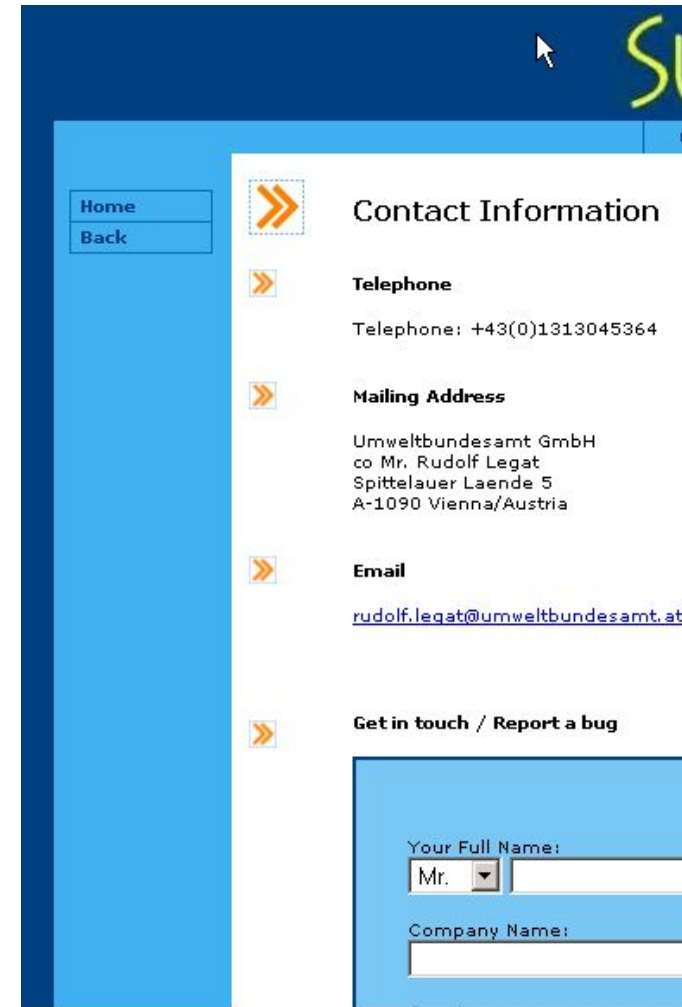 Home
Back
Contact Information
Telephone
Telephone: +43(0)1313045364
Mailing Address
Umweltbundesamt GmbH
co Mr. Rudolf Legat
Spittelauer Laende 5
A-1090 Vienna/Austria
Email
rudolf.legat@umweltbundesamt.at
Get in touch / Report a bug
Your Full Name:
Mr.
Company Name: